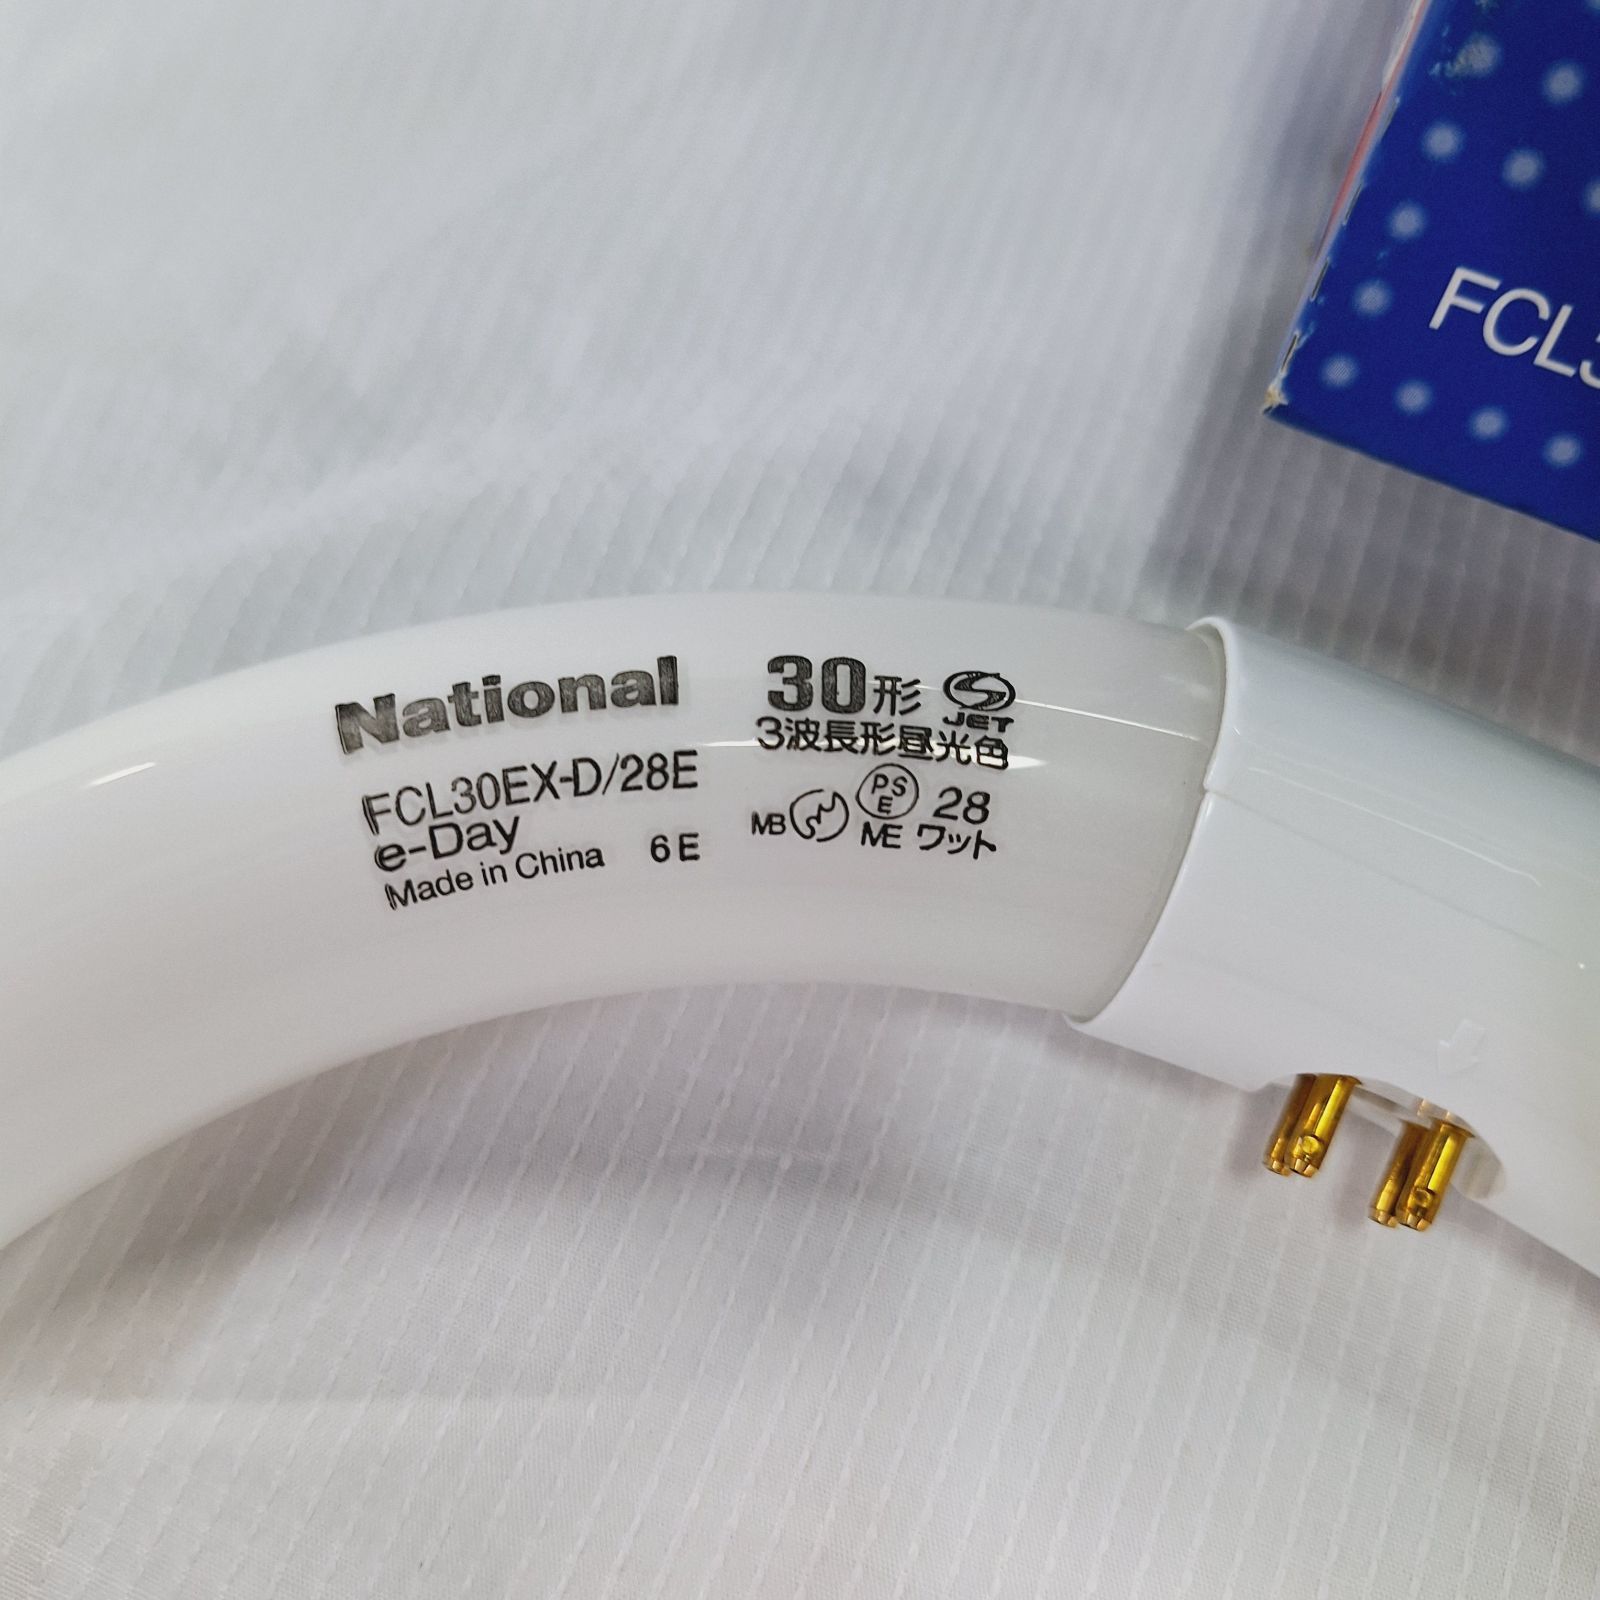 FCL3
National
FCL30EX-D/28E
e-Day
Made in China 6E
30形 JET
3波長形昼光色
MB PSE 28
ME ワット